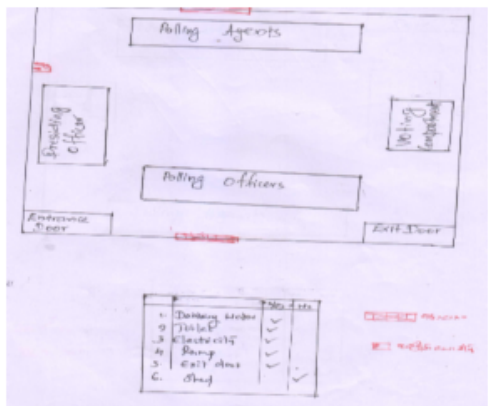 Polling Agents
Presiding
Officer
Voting
Compartment
Polling Officers
Entrance
Door
Exit Door
Yes No
1. Water
2 Toilet
3 Electricity
4 Ramp
5. Exit door
6. Shed